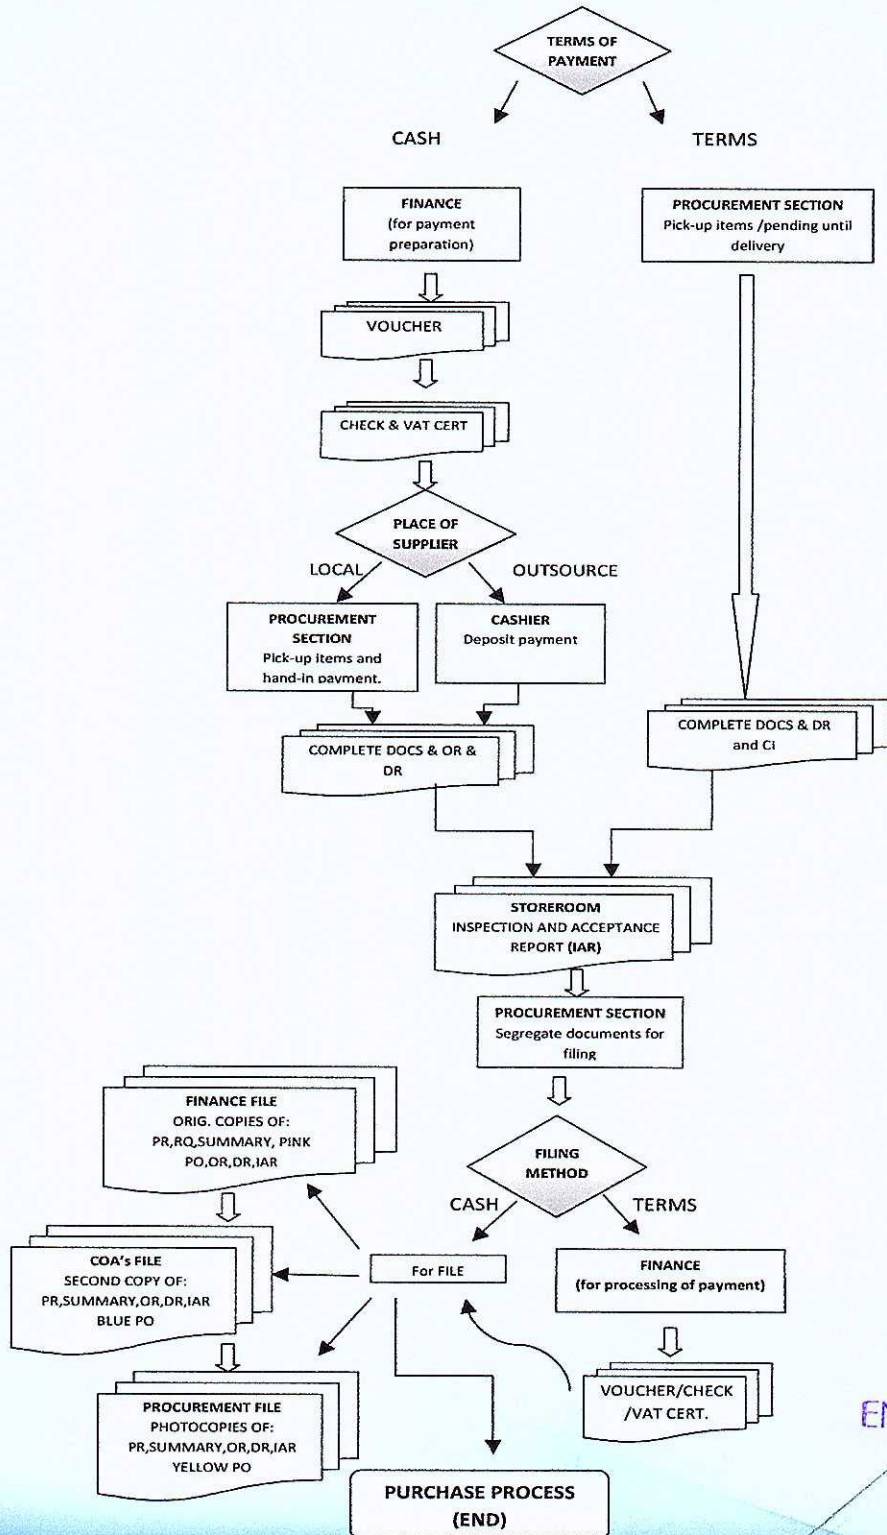 TERMS OF
PAYMENT
CASH
TERMS
FINANCE
(for payment
preparation)
PROCUREMENT SECTION
Pick-up items /pending until
delivery
VOUCHER
CHECK & VAT CERT
PLACE OF
SUPPLIER
LOCAL
OUTSOURCE
PROCUREMENT
SECTION
Pick-up items and
hand-in payment.
CASHIER
Deposit payment
COMPLETE DOCS & OR &
DR
COMPLETE DOCS & DR
and Ci
STOREROOM
INSPECTION AND ACCEPTANCE
REPORT (IAR)
PROCUREMENT SECTION
Segregate documents for
filing
FINANCE FILE
ORIG. COPIES OF:
PR,RQ,SUMMARY, PINK
PO,OR,DR,IAR
FILING
METHOD
CASH
TERMS
COA's FILE
SECOND COPY OF:
PR,SUMMARY,OR,DR,IAR
BLUE PO
For FILE
FINANCE
(for processing of payment)
PROCUREMENT FILE
PHOTOCOPIES OF:
PR,SUMMARY,OR,DR,IAR
YELLOW PO
VOUCHER/CHECK
/VAT CERT.
PURCHASE PROCESS
(END)